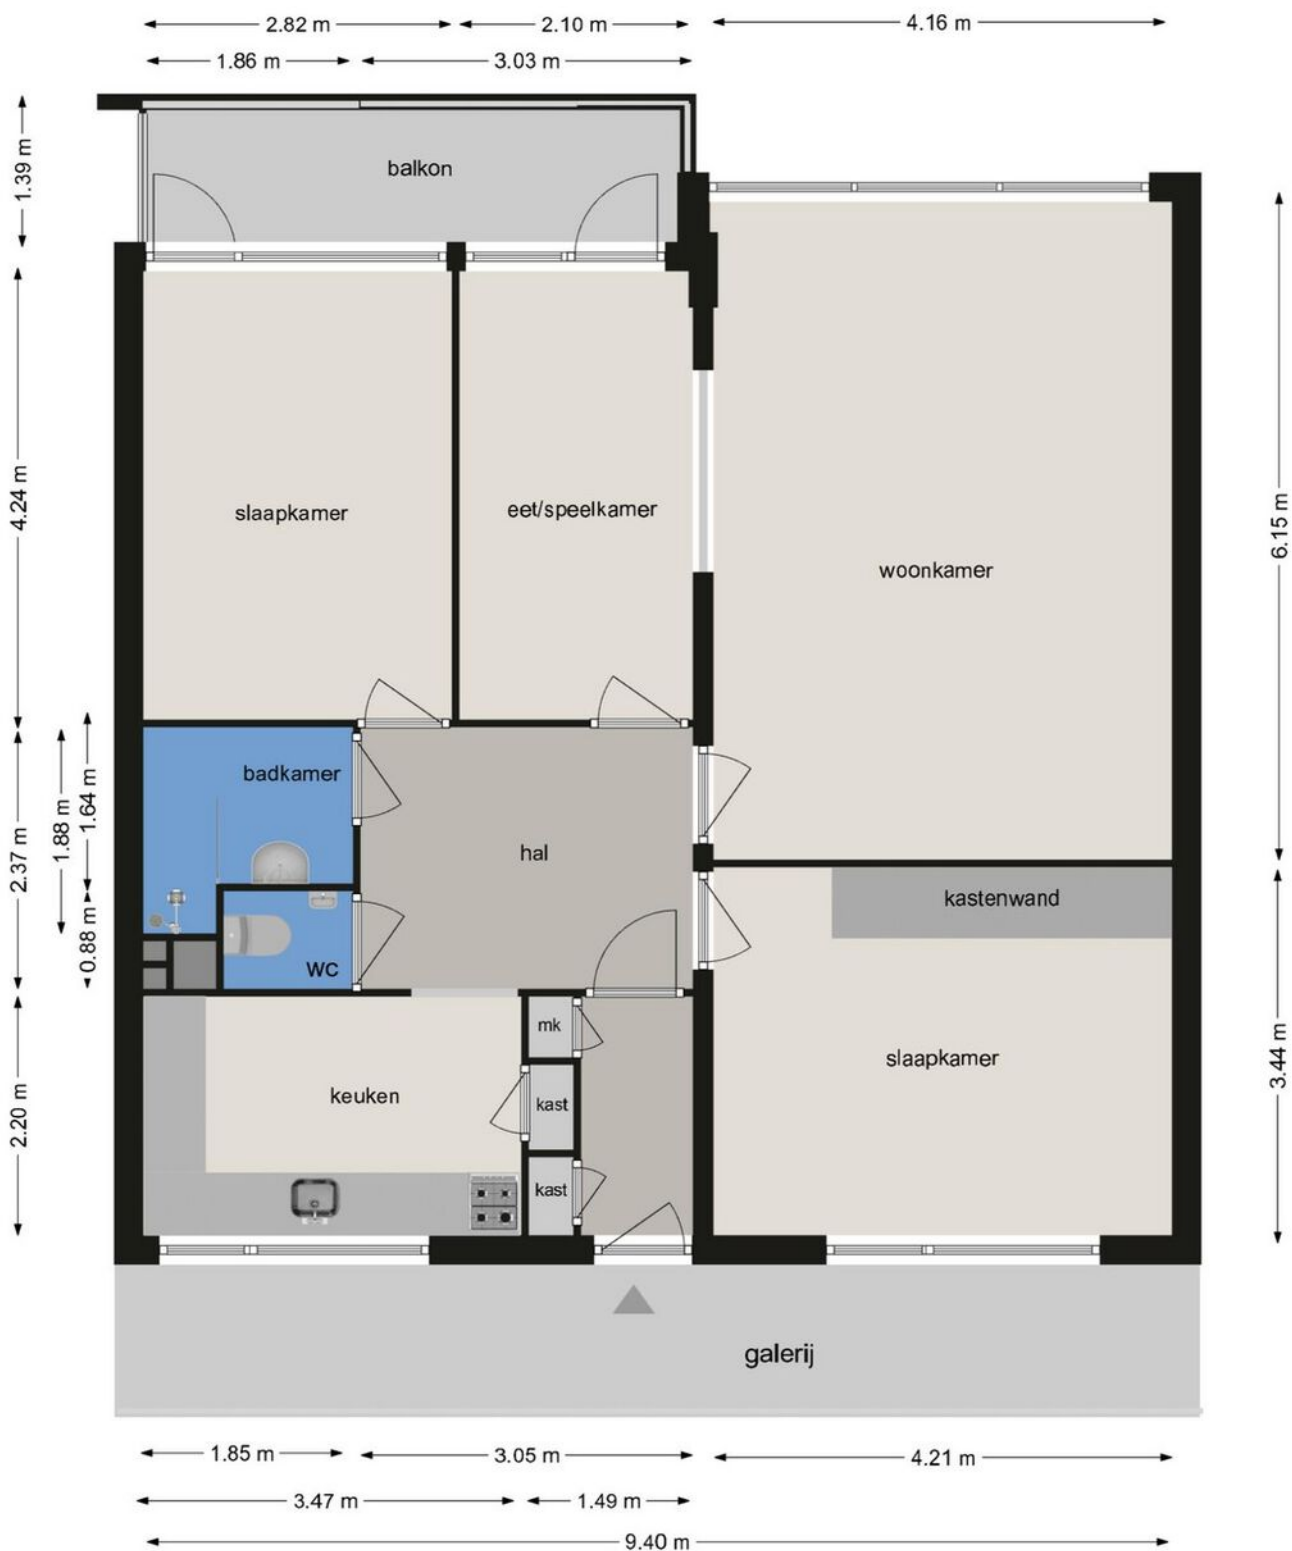 2.82 m
2.10 m
4.16 m
1.86 m
3.03 m
1.39 m
balkon
4.24 m
slaapkamer
eet/speelkamer
woonkamer
6.15 m
2.37 m
1.88 m
1.64 m
0.88 m
badkamer
hal
kastenwand
WC
mk
keuken
kast
kast
slaapkamer
2.20 m
3.44 m
galerij
1.85 m
3.05 m
4.21 m
3.47 m
1.49 m
9.40 m